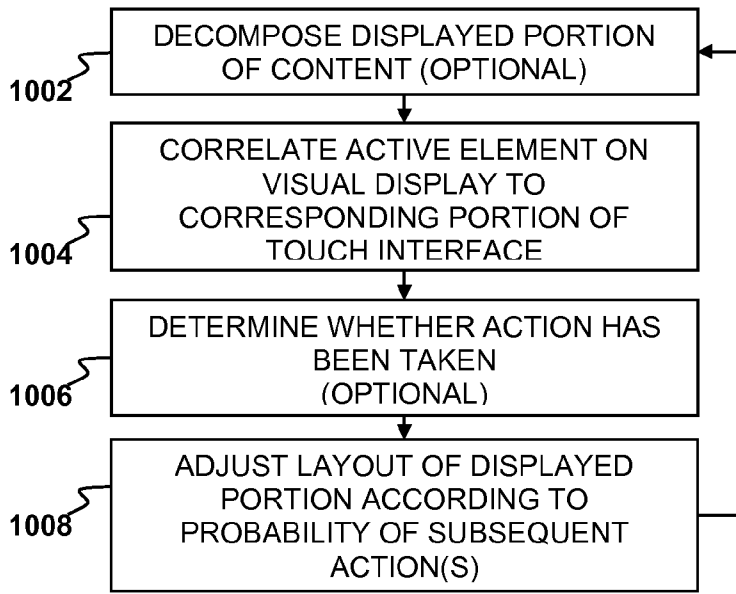 DECOMPOSE DISPLAYED PORTION
OF CONTENT (OPTIONAL)
1002
CORRELATE ACTIVE ELEMENT ON
VISUAL DISPLAY TO
CORRESPONDING PORTION OF
TOUCH INTERFACE
1004
DETERMINE WHETHER ACTION HAS
BEEN TAKEN
(OPTIONAL)
1006
ADJUST LAYOUT OF DISPLAYED
PORTION ACCORDING TO
PROBABILITY OF SUBSEQUENT
ACTION(S)
1008